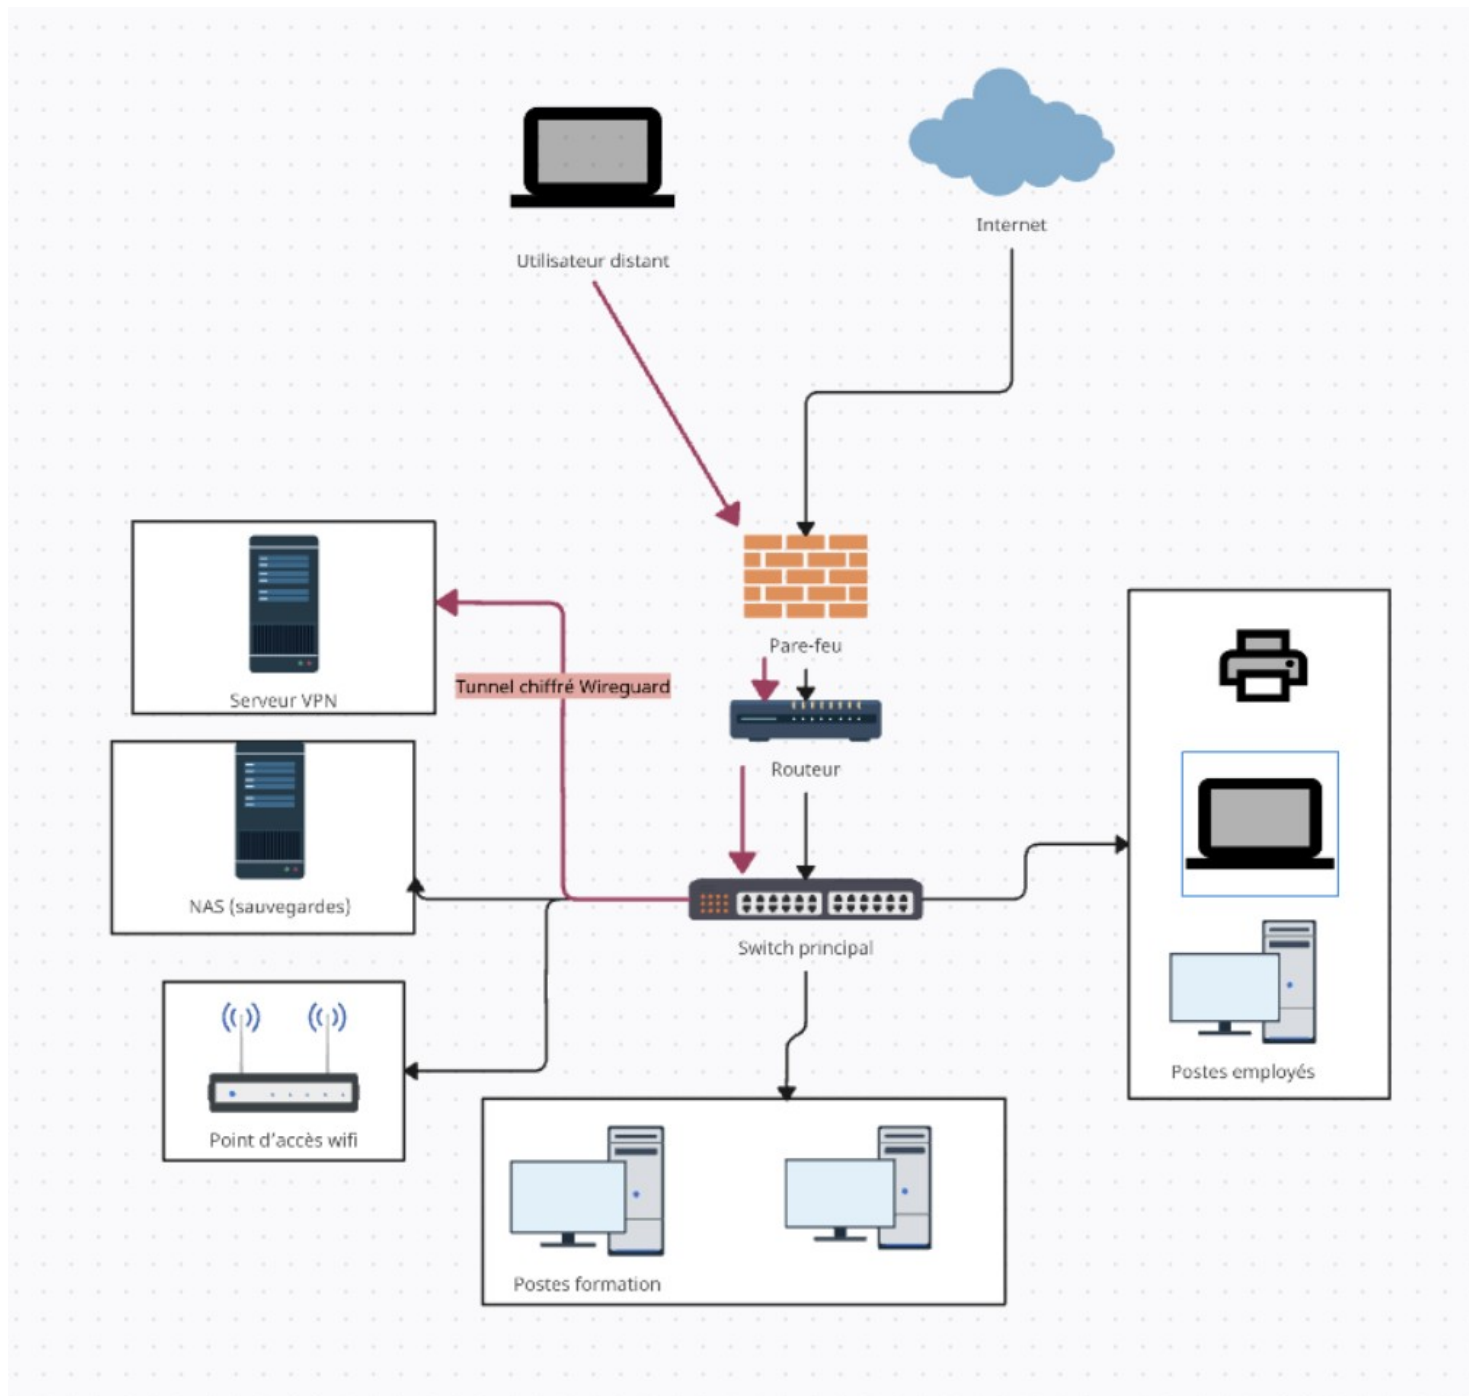 Internet
Utilisateur distant
Pare-feu
Tunnel chiffré Wireguard
Serveur VPN
Routeur
NAS (sauvegardes)
Switch principal
Postes employés
Point d'accès wifi
Postes formation